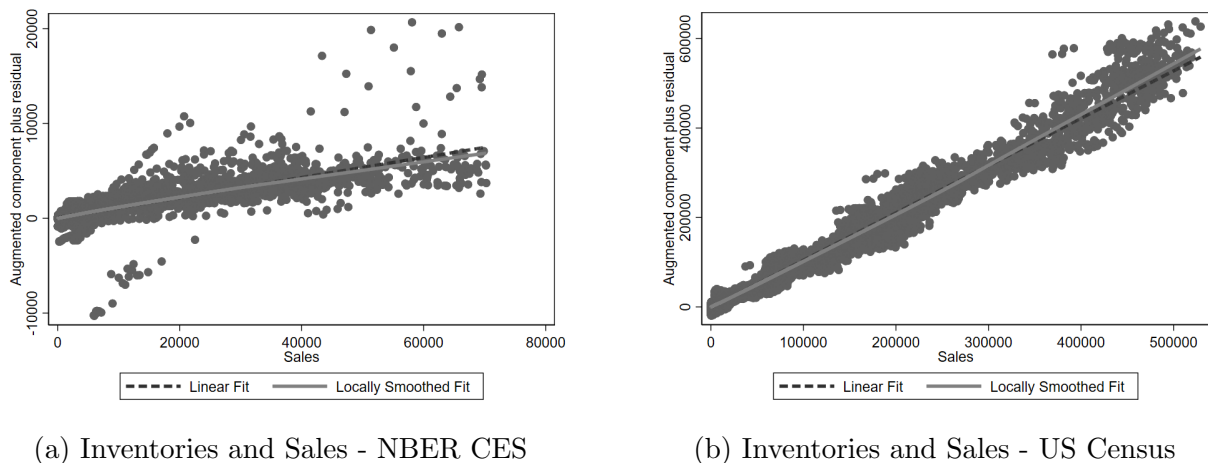 Augmented component plus residual
-10000 0 10000 20000
0 20000 40000 60000 80000
Sales
Linear Fit Locally Smoothed Fit
(a) Inventories and Sales - NBER CES
Augmented component plus residual
0 200000 400000 600000
0 100000 200000 300000 400000 500000
Sales
Linear Fit Locally Smoothed Fit
(b) Inventories and Sales - US Census